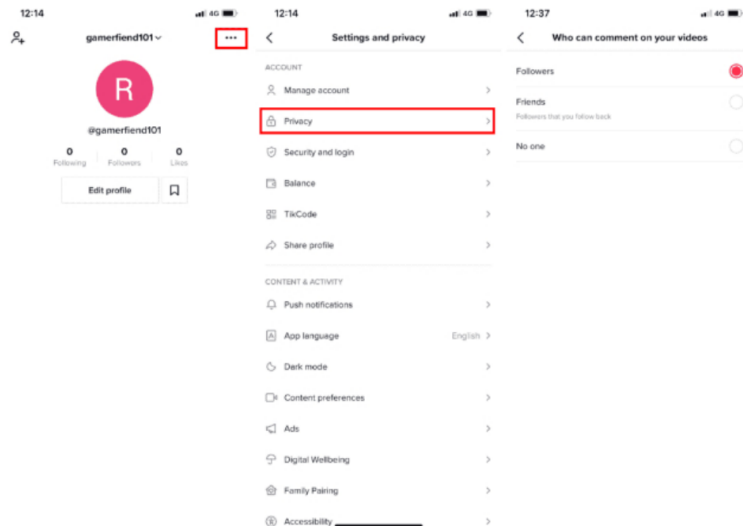 12:14
4G
gamerfiend101
R
@gamerfiend101
0 0 0
Following Followers Likes
Edit profile
12:14
4G
Settings and privacy
ACCOUNT
Manage account
Privacy
Security and login
Balance
TikCode
Share profile
CONTENT & ACTIVITY
Push notifications
App language English
Dark mode
Content preferences
Ads
Digital Wellbeing
Family Pairing
Accessibility
12:37
4G
Who can comment on your videos
Followers
Friends
Followers that you follow back
No one